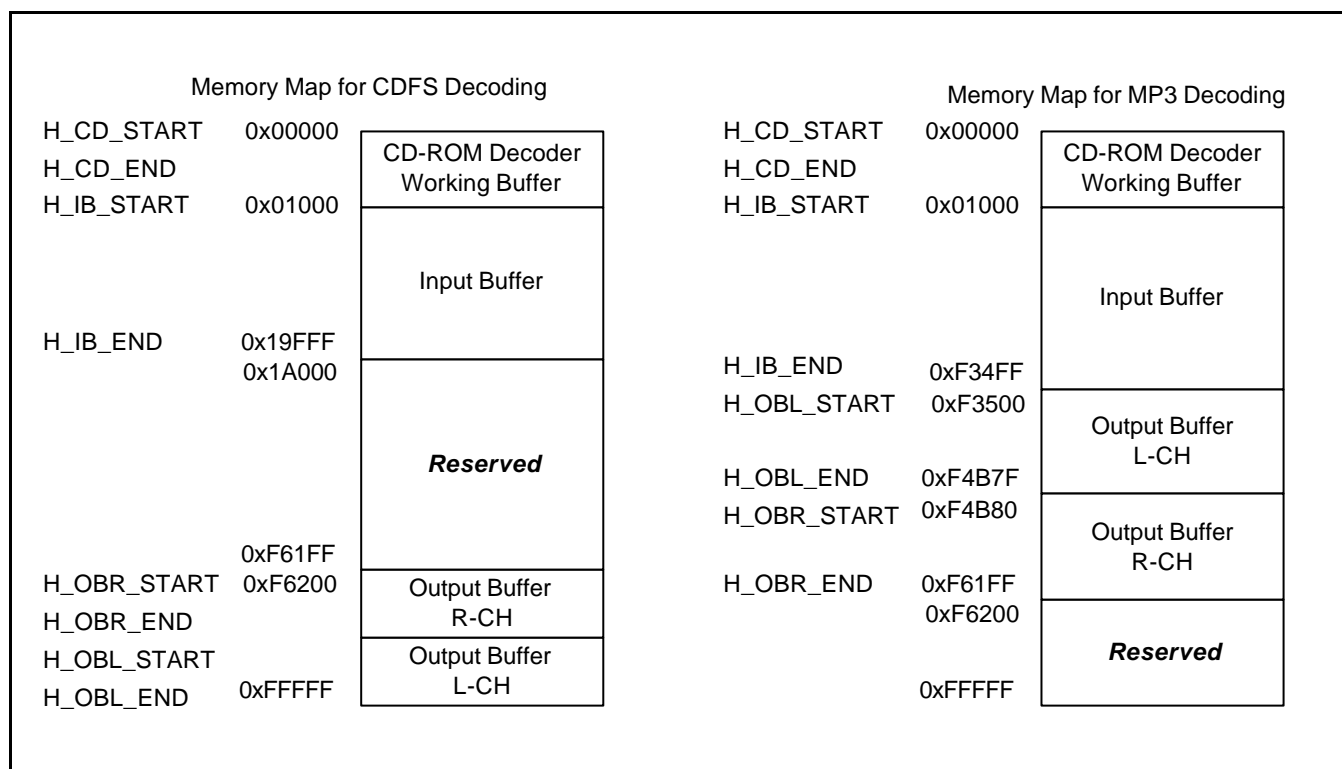 Memory Map for CDFS Decoding
H_CD_START 0x00000
H_CD_END
H_IB_START 0x01000
H_IB_END 0x19FFF
0x1A000
0xF61FF
H_OBR_START 0xF6200
H_OBR_END
H_OBL_START
H_OBL_END 0xFFFFF
CD-ROM Decoder
Working Buffer
Input Buffer
Reserved
Output Buffer
R-CH
Output Buffer
L-CH
Memory Map for MP3 Decoding
H_CD_START 0x00000
H_CD_END
H_IB_START 0x01000
H_IB_END 0xF34FF
H_OBL_START 0xF3500
H_OBL_END 0xF4B7F
H_OBR_START 0xF4B80
H_OBR_END 0xF61FF
0xF6200
0xFFFFF
CD-ROM Decoder
Working Buffer
Input Buffer
Output Buffer
L-CH
Output Buffer
R-CH
Reserved